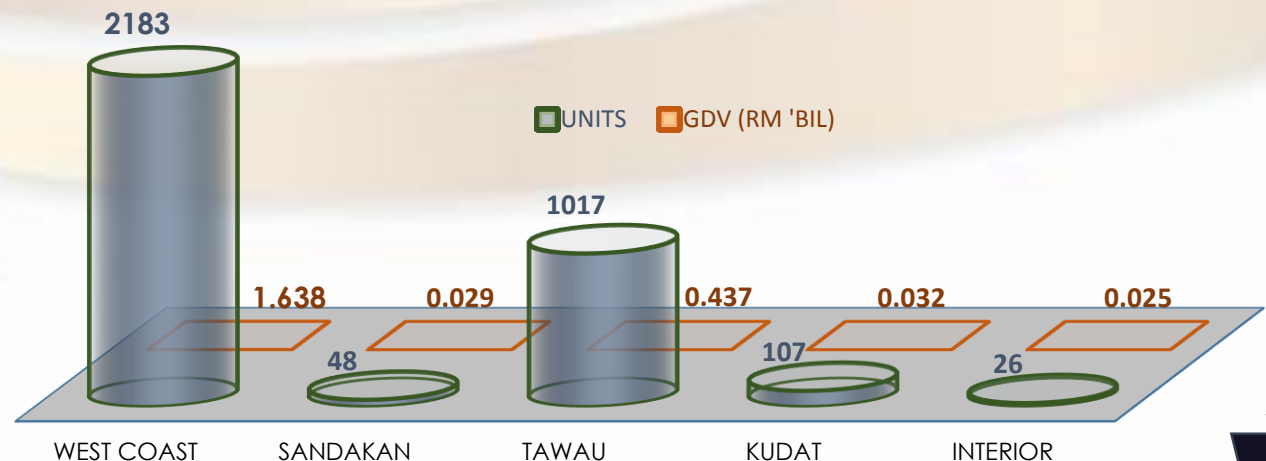 2183
UNITS GDV (RM 'BIL)
1017
1.638 0.029 0.437 0.032 0.025
48 107 26
WEST COAST SANDAKAN TAWAU KUDAT INTERIOR